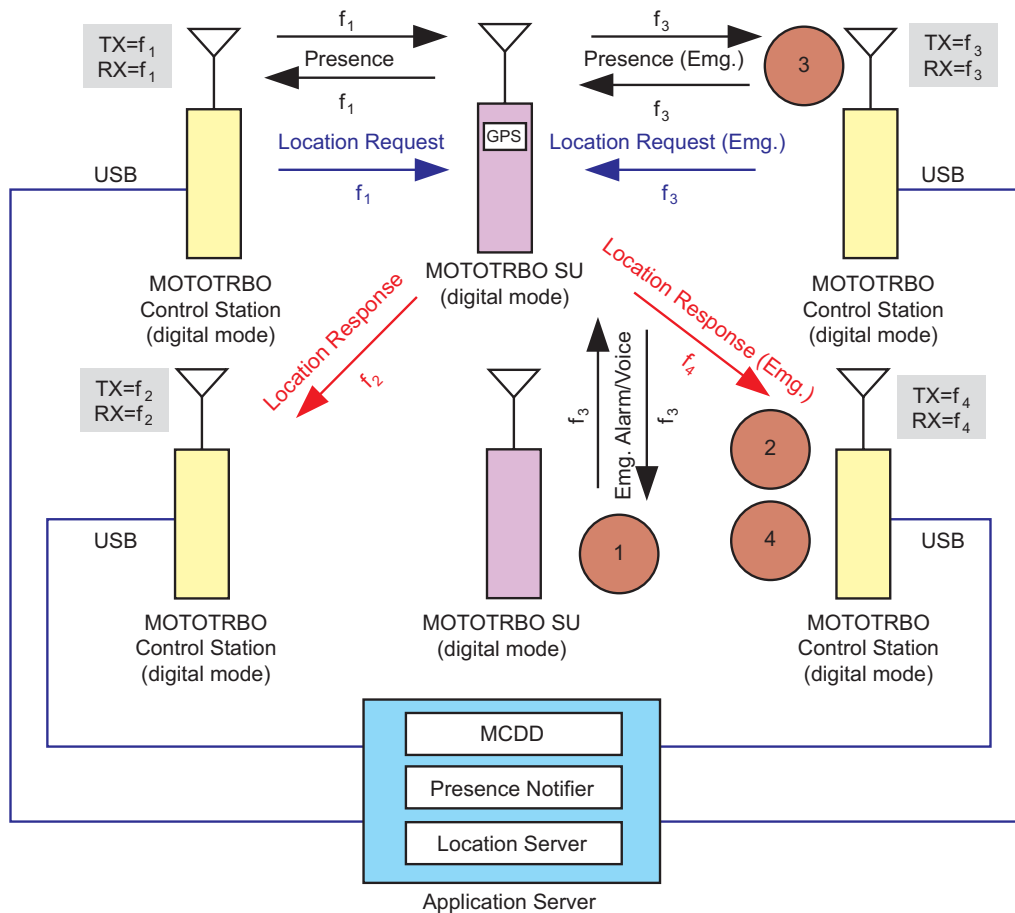 TX=f1
RX=f1
f1
Presence
f1
Location Request
f1
USB
MOTOTRBO
Control Station
(digital mode)
GPS
MOTOTRBO SU
(digital mode)
f3
Presence (Emg.)
f3
Location Request (Emg.)
f3
3
TX=f3
RX=f3
USB
MOTOTRBO
Control Station
(digital mode)
Location Response
f2
Location Response (Emg.)
f4
TX=f2
RX=f2
USB
MOTOTRBO
Control Station
(digital mode)
f3
Emg. Alarm/Voice
f3
1
MOTOTRBO SU
(digital mode)
2
4
TX=f4
RX=f4
USB
MOTOTRBO
Control Station
(digital mode)
MCDD
Presence Notifier
Location Server
Application Server